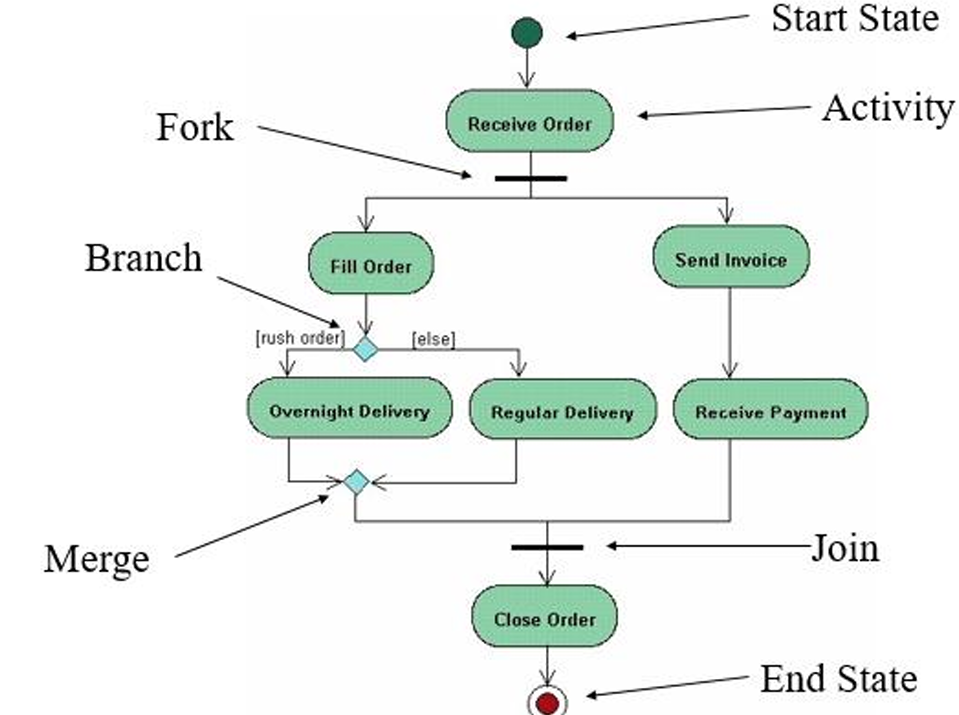 Start State
Activity
Receive Order
Fork
Branch
Fill Order
Send Invoice
[rush order]
[else]
Overnight Delivery
Regular Delivery
Receive Payment
Merge
Join
Close Order
End State